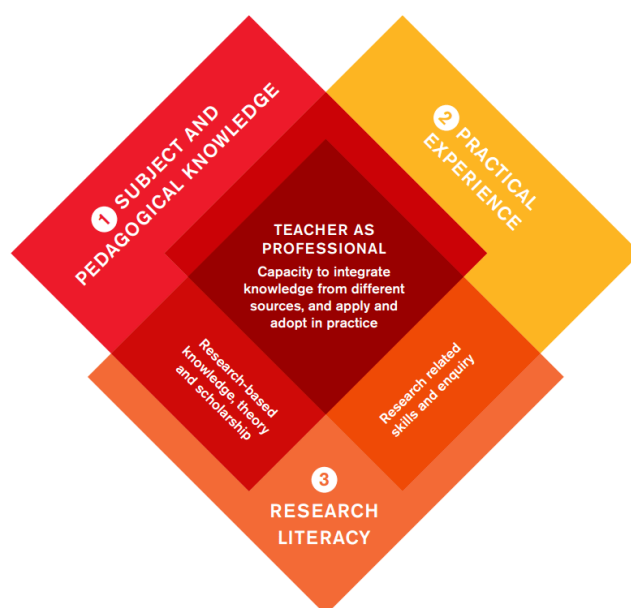 1 SUBJECT AND
PEDAGOGICAL KNOWLEDGE
2 PRACTICAL
EXPERIENCE
TEACHER AS
PROFESSIONAL
Capacity to integrate
knowledge from different
sources, and apply and
adopt in practice
Research-based
knowledge, theory
and scholarship
Research related
skills and enquiry
3
RESEARCH
LITERACY